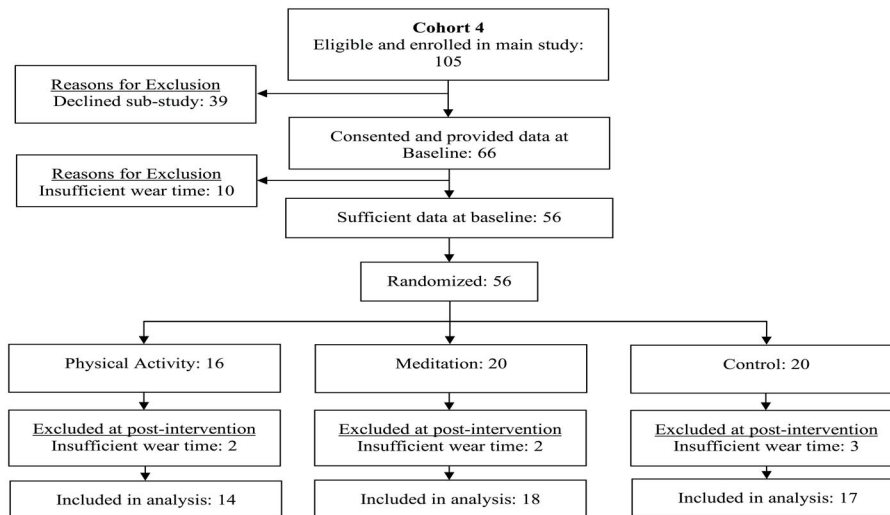 Cohort 4
Eligible and enrolled in main study:
105
Reasons for Exclusion
Declined sub-study: 39
Consented and provided data at
Baseline: 66
Reasons for Exclusion
Insufficient wear time: 10
Sufficient data at baseline: 56
Randomized: 56
Physical Activity: 16
Meditation: 20
Control: 20
Excluded at post-intervention
Insufficient wear time: 2
Excluded at post-intervention
Insufficient wear time: 2
Excluded at post-intervention
Insufficient wear time: 3
Included in analysis: 14
Included in analysis: 18
Included in analysis: 17